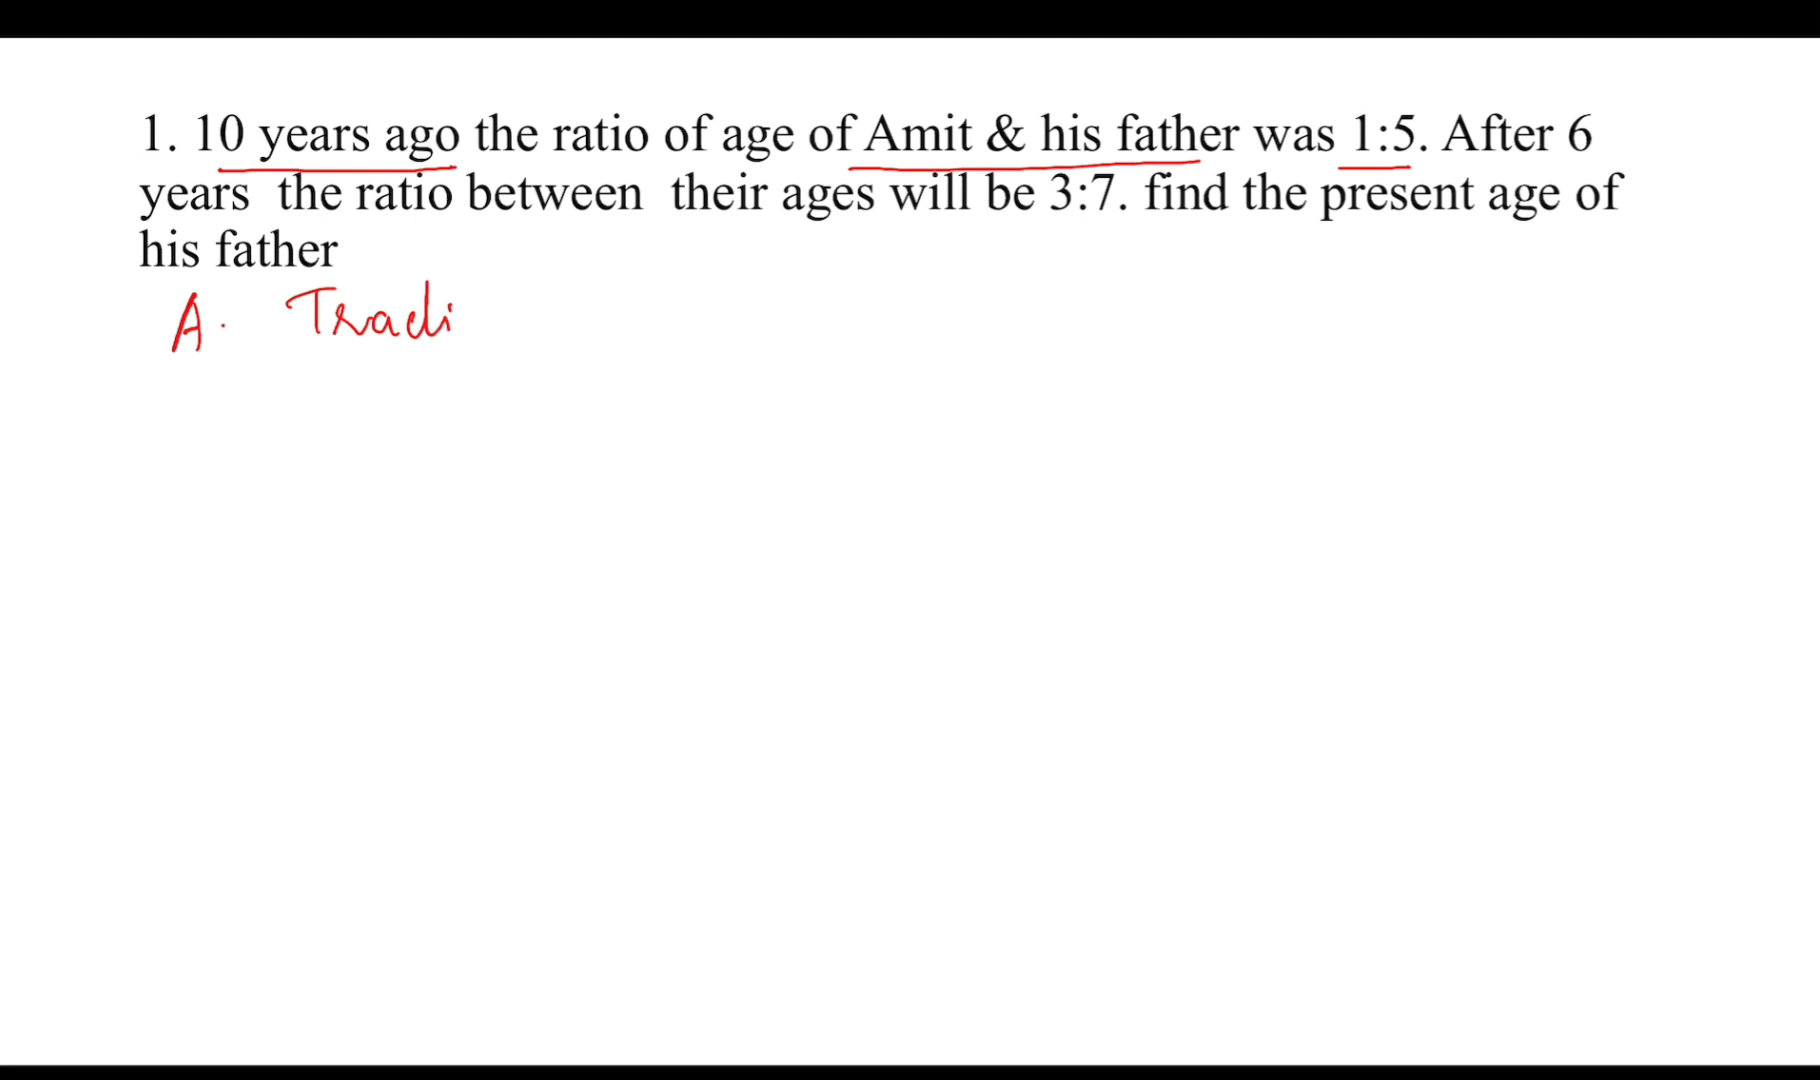 1. 10 years ago the ratio of age of Amit & his father was 1:5. After 6
years the ratio between their ages will be 3:7. find the present age of
his father
A. Tradi